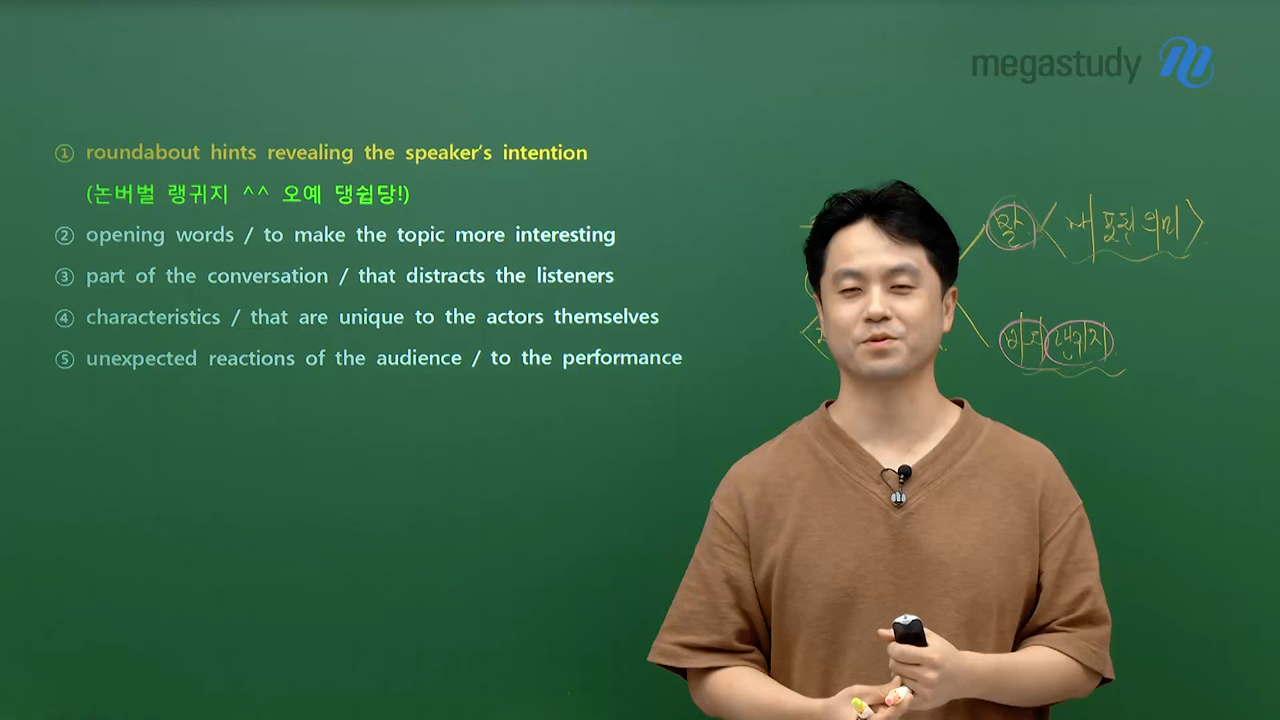 megastudy
① roundabout hints revealing the speaker's intention
(논버벌 랭귀지 ^^ 오예 댕쉽당!)
② opening words / to make the topic more interesting
③ part of the conversation / that distracts the listeners
④ characteristics / that are unique to the actors themselves
⑤ unexpected reactions of the audience / to the performance
말 〈내포된 의미〉
랭귀지